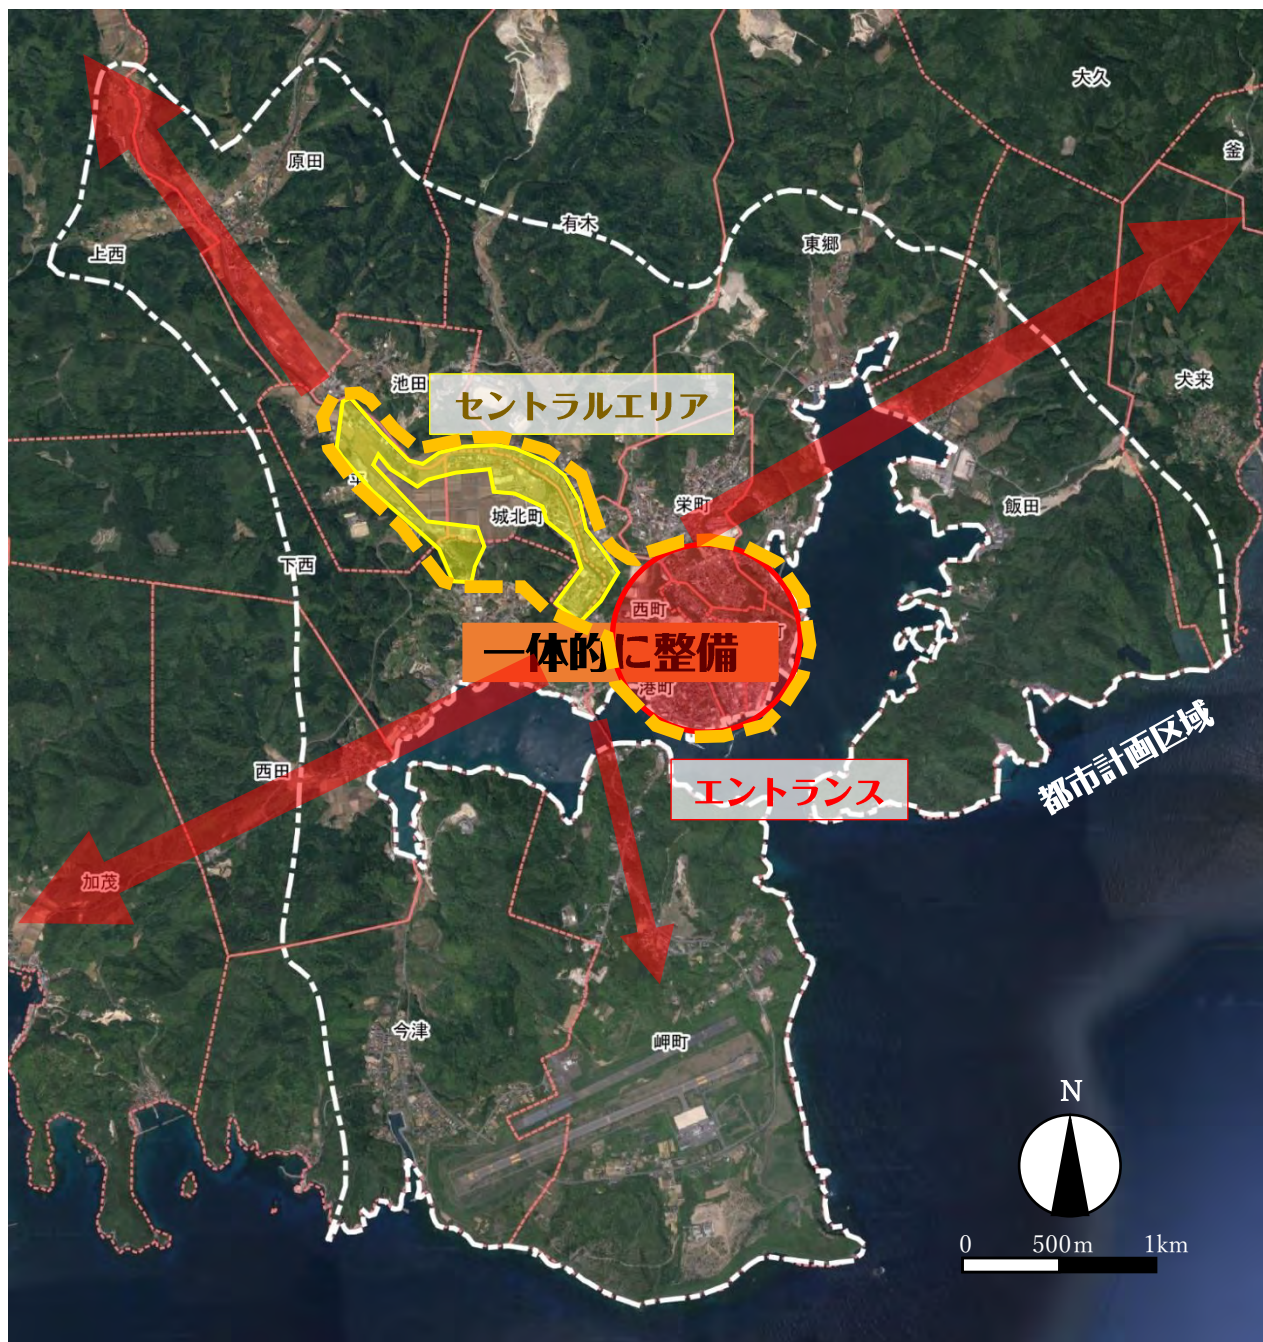 大久
釜
原田
有木
東郷
上西
池田
犬来
セントラルエリア
栄町
飯田
城北町
下西
西町
町
一体的に整備
港町
都市計画区域
西田
エントランス
加茂
今津
岬町
N
0 500m 1km